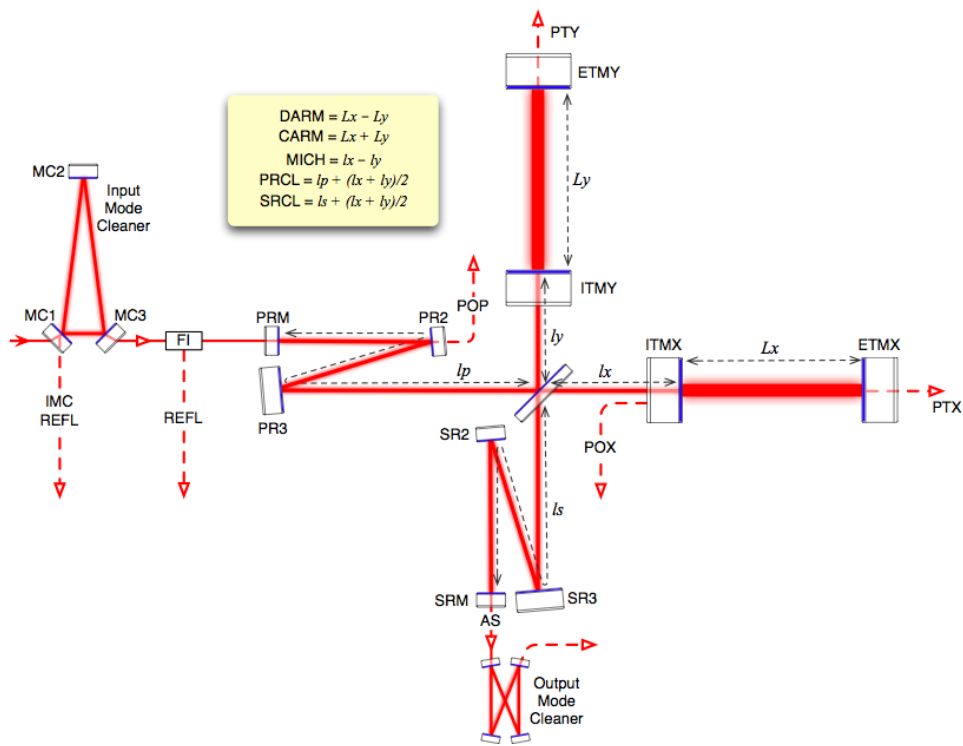 PTY
ETMY
DARM = Lx – Ly
CARM = Lx + Ly
MICH = lx – ly
PRCL = lp + (lx + ly)/2
SRCL = ls + (lx + ly)/2
MC2
Input
Mode
Cleaner
Ly
ITMY
MC1
MC3
FI
PRM
PR2
POP
ly
ITMX
Lx
ETMX
lp
lx
IMC
REFL
REFL
PR3
PTX
SR2
POX
ls
SRM
SR3
AS
Output
Mode
Cleaner